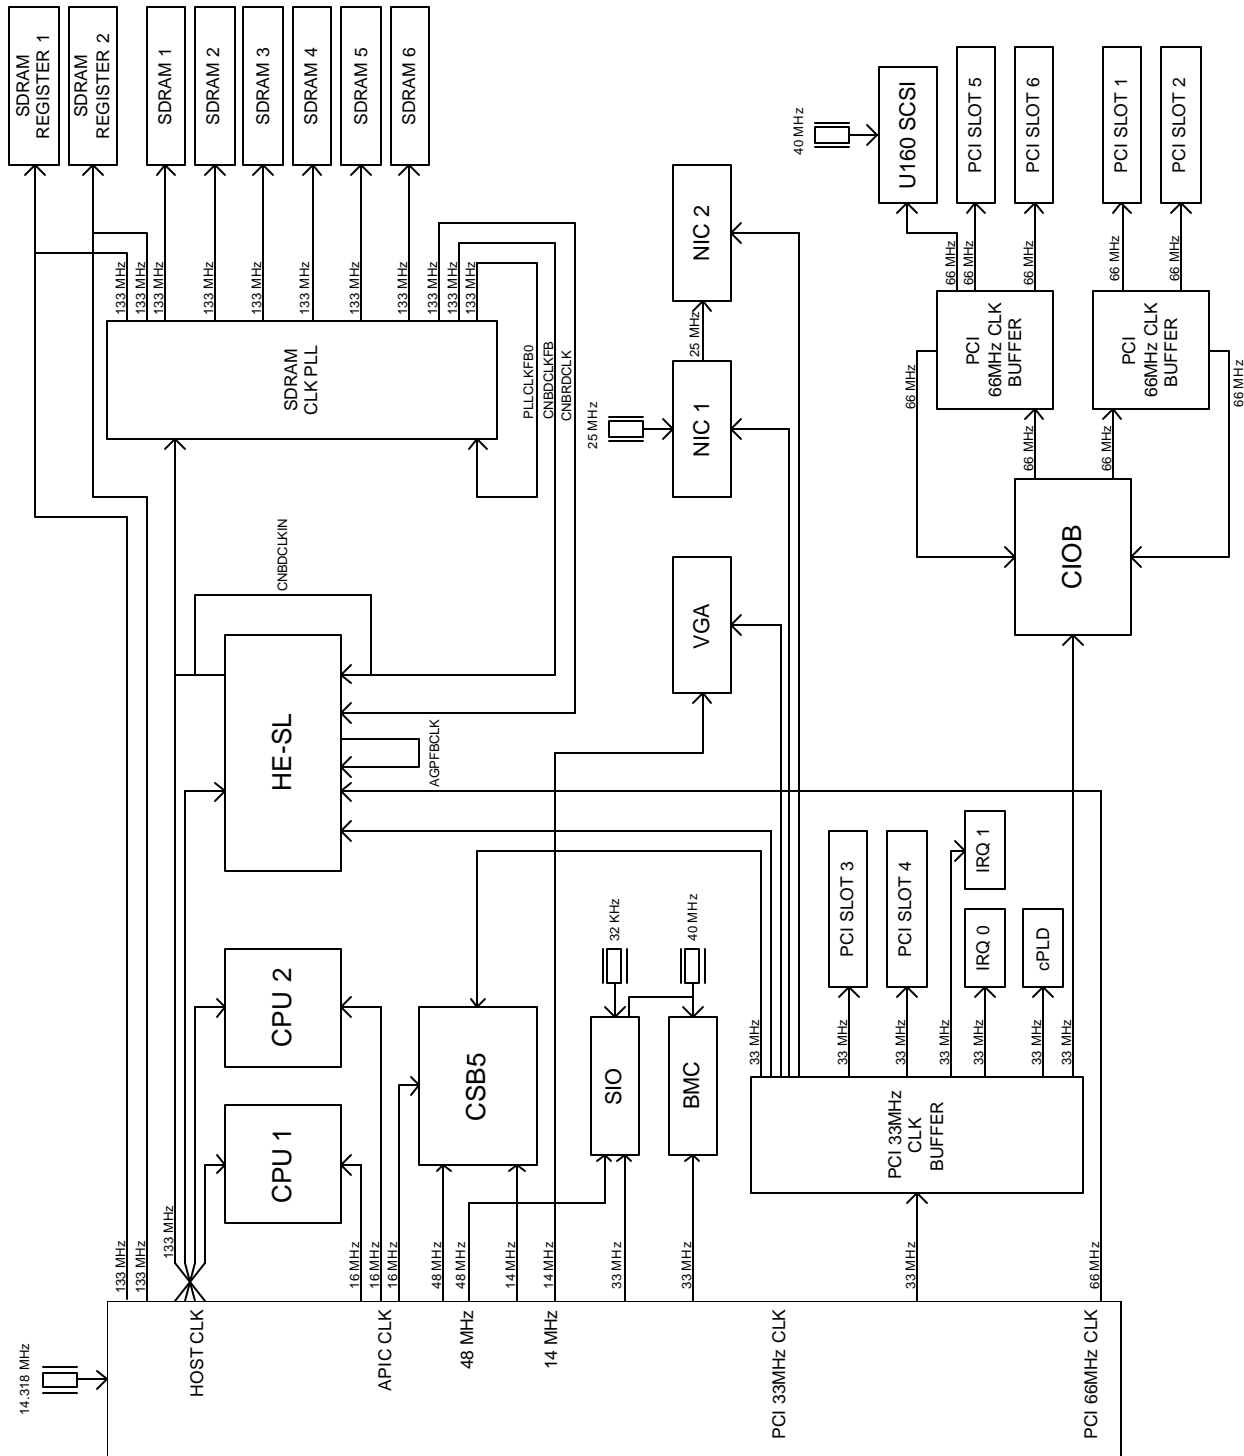 14.318 MHz
HOST CLK
APIC CLK
48 MHz
14 MHz
PCI 33MHz CLK
PCI 66MHz CLK
133 MHz
133 MHz
133 MHz
16 MHz
16 MHz
16 MHz
48 MHz
48 MHz
14 MHz
14 MHz
33 MHz
33 MHz
33 MHz
66 MHz
CPU 1
CPU 2
CSB5
SIO
BMC
32 KHz
40 MHz
PCI 33MHz
CLK
BUFFER
33 MHz
33 MHz
33 MHz
33 MHz
33 MHz
33 MHz
33 MHz
PCI SLOT 3
PCI SLOT 4
IRQ 1
IRQ 0
cPLD
HE-SL
AGPFBCLK
CNBDCLKIN
VGA
NIC 1
25 MHz
25 MHz
NIC 2
CIOB
66 MHz
66 MHz
66 MHz
66 MHz
PCI
66MHz CLK
BUFFER
PCI
66MHz CLK
BUFFER
66 MHz
66 MHz
66 MHz
66 MHz
66 MHz
40 MHz
U160 SCSI
PCI SLOT 5
PCI SLOT 6
PCI SLOT 1
PCI SLOT 2
SDRAM
CLK PLL
PLLCLKFB0
CNBDCLKFB
CNBRDCLK
133 MHz
133 MHz
133 MHz
133 MHz
133 MHz
133 MHz
133 MHz
133 MHz
133 MHz
133 MHz
133 MHz
SDRAM
REGISTER 1
SDRAM
REGISTER 2
SDRAM 1
SDRAM 2
SDRAM 3
SDRAM 4
SDRAM 5
SDRAM 6